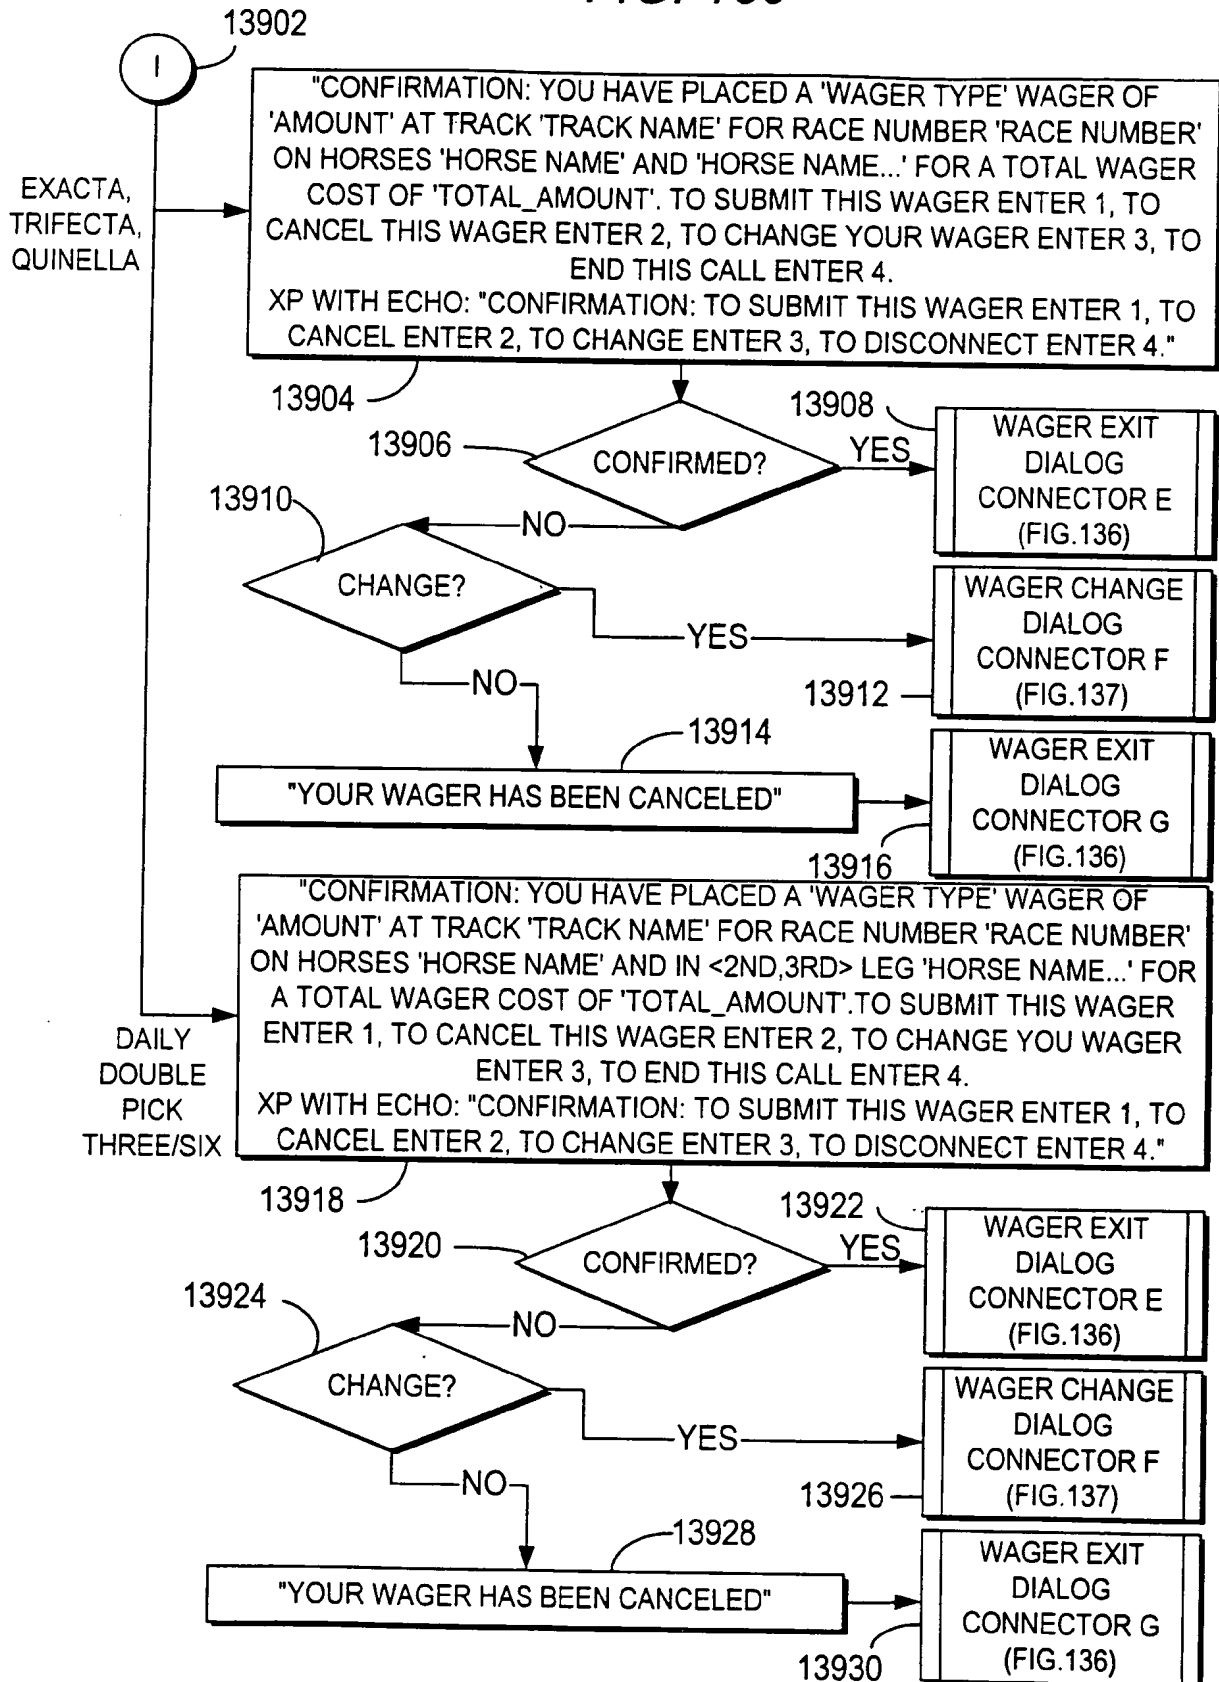 13902
I
"CONFIRMATION: YOU HAVE PLACED A 'WAGER TYPE' WAGER OF
'AMOUNT' AT TRACK 'TRACK NAME' FOR RACE NUMBER 'RACE NUMBER'
ON HORSES 'HORSE NAME' AND 'HORSE NAME...' FOR A TOTAL WAGER
COST OF 'TOTAL_AMOUNT'. TO SUBMIT THIS WAGER ENTER 1, TO
CANCEL THIS WAGER ENTER 2, TO CHANGE YOUR WAGER ENTER 3, TO
END THIS CALL ENTER 4.
XP WITH ECHO: "CONFIRMATION: TO SUBMIT THIS WAGER ENTER 1, TO
CANCEL ENTER 2, TO CHANGE ENTER 3, TO DISCONNECT ENTER 4."
EXACTA,
TRIFECTA,
QUINELLA
13904
13906
CONFIRMED?
YES
13908
WAGER EXIT
DIALOG
CONNECTOR E
(FIG.136)
NO
13910
CHANGE?
YES
WAGER CHANGE
DIALOG
CONNECTOR F
(FIG.137)
13912
NO
13914
"YOUR WAGER HAS BEEN CANCELED"
WAGER EXIT
DIALOG
CONNECTOR G
(FIG.136)
13916
"CONFIRMATION: YOU HAVE PLACED A 'WAGER TYPE' WAGER OF
'AMOUNT' AT TRACK 'TRACK NAME' FOR RACE NUMBER 'RACE NUMBER'
ON HORSES 'HORSE NAME' AND IN <2ND,3RD> LEG 'HORSE NAME...' FOR
A TOTAL WAGER COST OF 'TOTAL_AMOUNT'.TO SUBMIT THIS WAGER
ENTER 1, TO CANCEL THIS WAGER ENTER 2, TO CHANGE YOU WAGER
ENTER 3, TO END THIS CALL ENTER 4.
XP WITH ECHO: "CONFIRMATION: TO SUBMIT THIS WAGER ENTER 1, TO
CANCEL ENTER 2, TO CHANGE ENTER 3, TO DISCONNECT ENTER 4."
DAILY
DOUBLE
PICK
THREE/SIX
13918
13920
CONFIRMED?
YES
13922
WAGER EXIT
DIALOG
CONNECTOR E
(FIG.136)
NO
13924
CHANGE?
YES
WAGER CHANGE
DIALOG
CONNECTOR F
(FIG.137)
13926
NO
13928
"YOUR WAGER HAS BEEN CANCELED"
WAGER EXIT
DIALOG
CONNECTOR G
(FIG.136)
13930